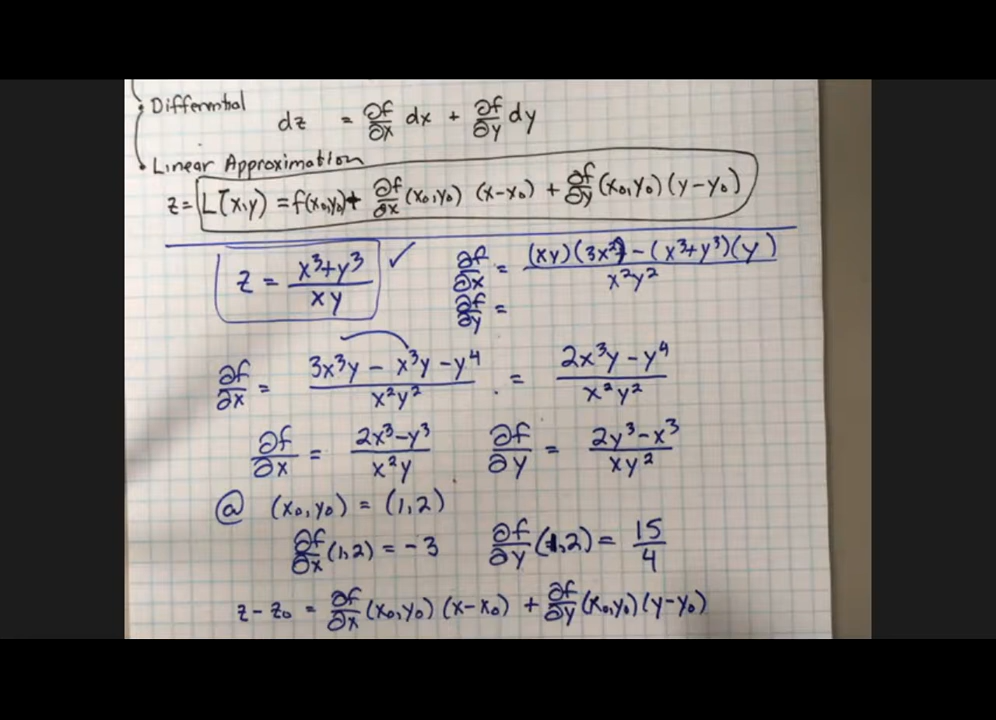 Differential
dz = ∂f/∂x dx + ∂f/∂y dy
Linear Approximation
z = L(x,y) = f(x₀,y₀) + ∂f/∂x (x₀,y₀) (x-x₀) + ∂f/∂y (x₀,y₀) (y-y₀)
z = (x³+y³)/(xy) ✓ ∂f/∂x = ((xy)(3x²) - (x³+y³)(y))/(x²y²)
∂f/∂y =
∂f/∂x = (3x³y - x³y - y⁴)/(x²y²) = (2x³y - y⁴)/(x²y²)
∂f/∂x = (2x³-y³)/(x²y) ∂f/∂y = (2y³-x³)/(xy²)
@ (x₀,y₀) = (1,2)
∂f/∂x (1,2) = -3 ∂f/∂y (1,2) = 15/4
z - z₀ = ∂f/∂x (x₀,y₀) (x-x₀) + ∂f/∂y (x₀,y₀) (y-y₀)